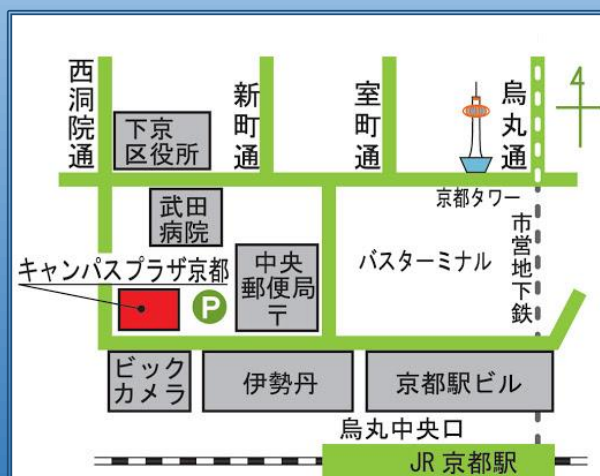 西洞院通
新町通
室町通
烏丸通
4
下京
区役所
京都タワー
武田
病院
市営地下鉄
キャンパスプラザ京都
中央
郵便局
〒
バスターミナル
P
ビック
カメラ
伊勢丹
京都駅ビル
烏丸中央口
JR 京都駅